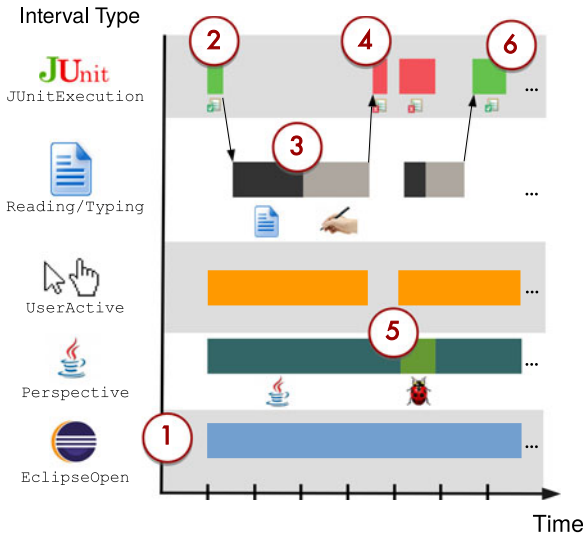 Interval Type
2
4
6
JUnit
JUnitExecution
...
3
Reading/Typing
...
UserActive
...
5
Perspective
...
1
EclipseOpen
...
Time